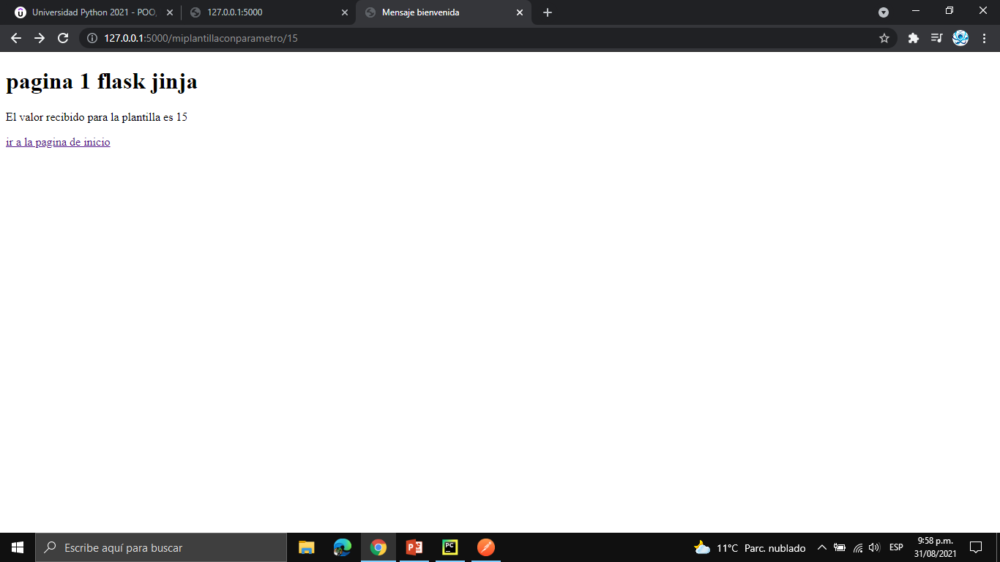 Universidad Python 2021 - POO,
127.0.0.1:5000
Mensaje bienvenida
127.0.0.1:5000/miplantillaconparametro/15
pagina 1 flask jinja
El valor recibido para la plantilla es 15
ir a la pagina de inicio
Escribe aquí para buscar
11°C Parc. nublado
ESP
9:58 p.m.
31/08/2021